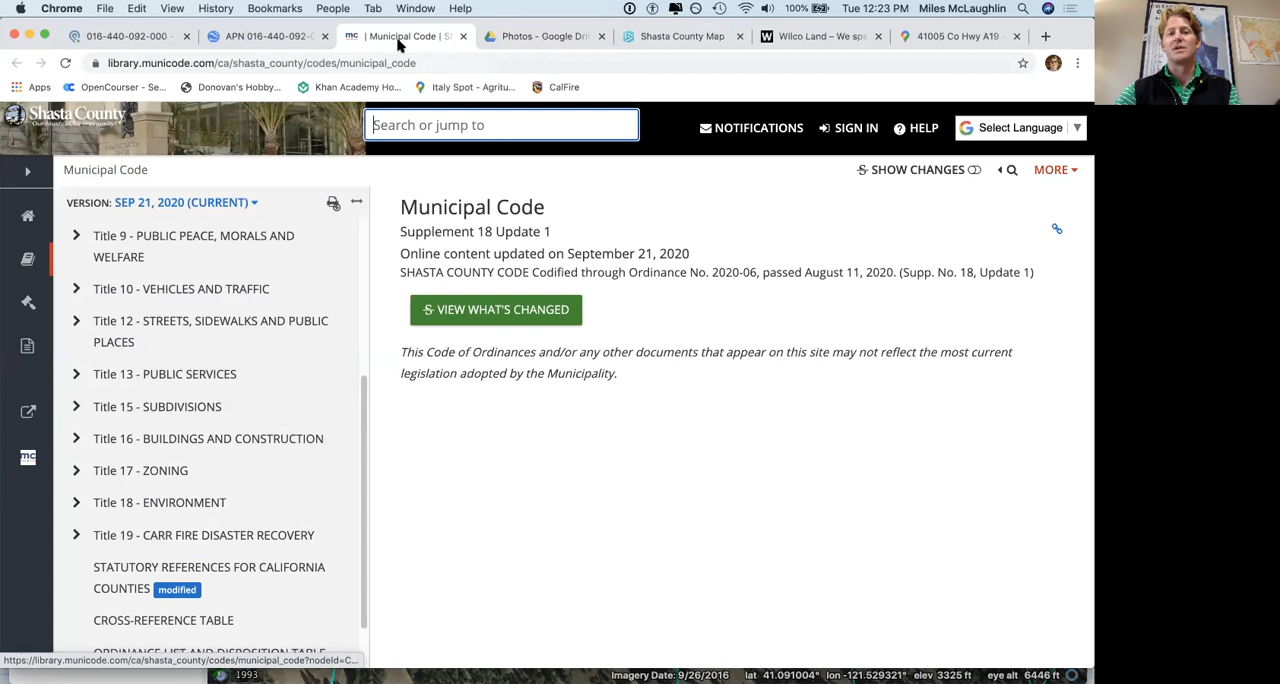 Chrome File Edit View History Bookmarks People Tab Window Help 100% Tue 12:23 PM Miles McLaughlin
016-440-092-000 - APN 016-440-092-0 | Municipal Code | S Photos - Google Dri Shasta County Map W Wilco Land – We spe 41005 Co Hwy A19 -
library.municode.com/ca/shasta_county/codes/municipal_code
Apps OpenCourser - Se... Donovan's Hobby... Khan Academy Ho... Italy Spot - Agritu... CalFire
Shasta County
Search or jump to
NOTIFICATIONS SIGN IN HELP Select Language
Municipal Code SHOW CHANGES MORE
VERSION: SEP 21, 2020 (CURRENT)
Title 9 - PUBLIC PEACE, MORALS AND
WELFARE
Title 10 - VEHICLES AND TRAFFIC
Title 12 - STREETS, SIDEWALKS AND PUBLIC
PLACES
Title 13 - PUBLIC SERVICES
Title 15 - SUBDIVISIONS
Title 16 - BUILDINGS AND CONSTRUCTION
Title 17 - ZONING
Title 18 - ENVIRONMENT
Title 19 - CARR FIRE DISASTER RECOVERY
STATUTORY REFERENCES FOR CALIFORNIA
COUNTIES modified
CROSS-REFERENCE TABLE
ORDINANCE LIST AND DISPOSITION TABLE
mc
Municipal Code
Supplement 18 Update 1
Online content updated on September 21, 2020
SHASTA COUNTY CODE Codified through Ordinance No. 2020-06, passed August 11, 2020. (Supp. No. 18, Update 1)
VIEW WHAT'S CHANGED
This Code of Ordinances and/or any other documents that appear on this site may not reflect the most current
legislation adopted by the Municipality.
https://library.municode.com/ca/shasta_county/codes/municipal_code?nodeId=C...
1993 Imagery Date: 9/26/2016 lat 41.091004° lon -121.529321° elev 3325 ft eye alt 6446 ft